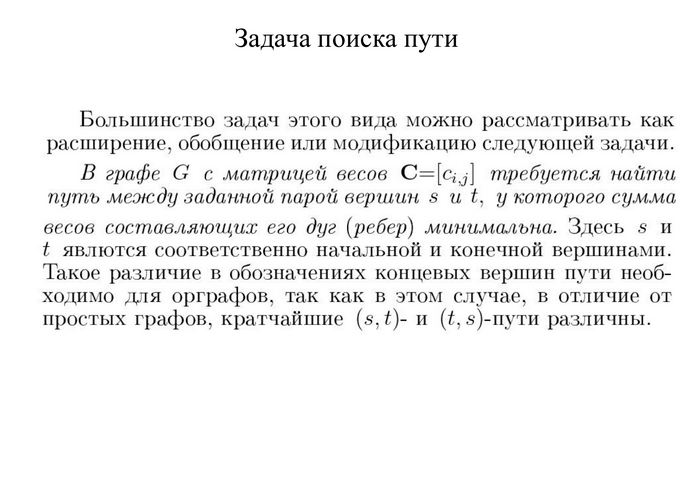 Задача поиска пути
Большинство задач этого вида можно рассматривать как
расширение, обобщение или модификацию следующей задачи.
В графе G с матрицей весов C=[c_{i,j}] требуется найти
путь между заданной парой вершин s и t, у которого сумма
весов составляющих его дуг (ребер) минимальна. Здесь s и
t явлются соответственно начальной и конечной вершинами.
Такое различие в обозначениях концевых вершин пути необ-
ходимо для орграфов, так как в этом случае, в отличие от
простых графов, кратчайшие (s, t)- и (t, s)-пути различны.